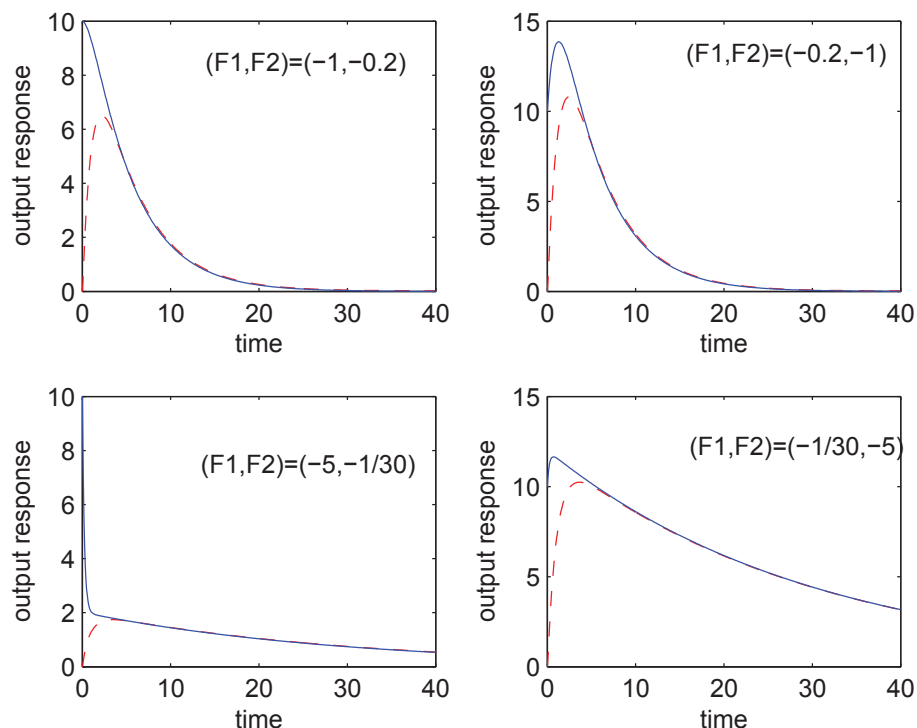 10
8
6
4
2
0
output response
(F1,F2)=(−1,−0.2)
0 10 20 30 40
time
15
10
5
0
output response
(F1,F2)=(−0.2,−1)
0 10 20 30 40
time
10
8
6
4
2
0
output response
(F1,F2)=(−5,−1/30)
0 10 20 30 40
time
15
10
5
0
output response
(F1,F2)=(−1/30,−5)
0 10 20 30 40
time